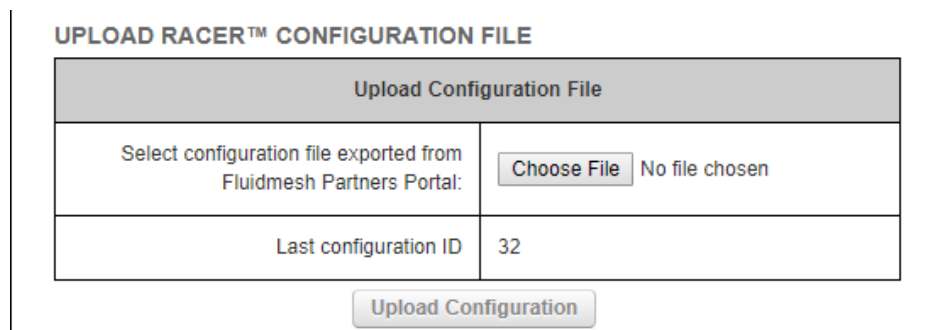 UPLOAD RACER™ CONFIGURATION FILE
Upload Configuration File
Select configuration file exported from
Fluidmesh Partners Portal:
Choose File No file chosen
Last configuration ID 32
Upload Configuration